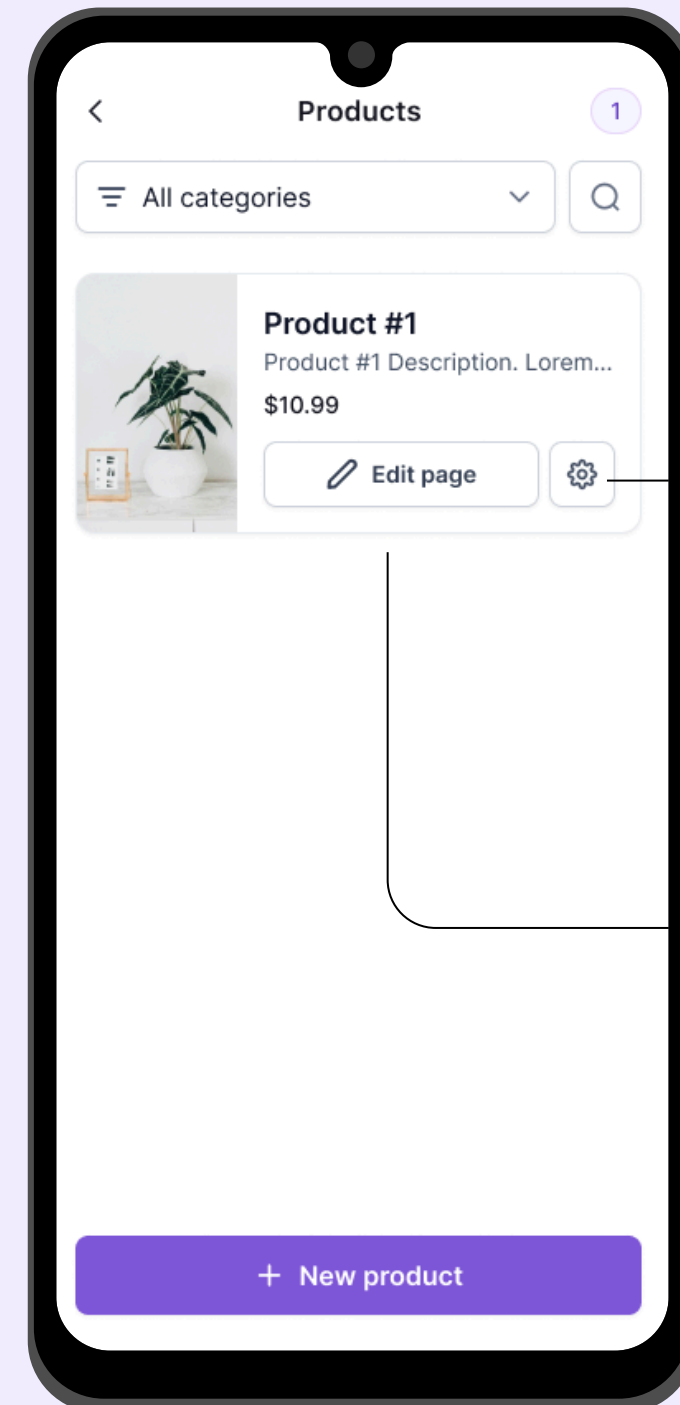 Products
1
All categories
Product #1
Product #1 Description. Lorem...
$10.99
Edit page
New product